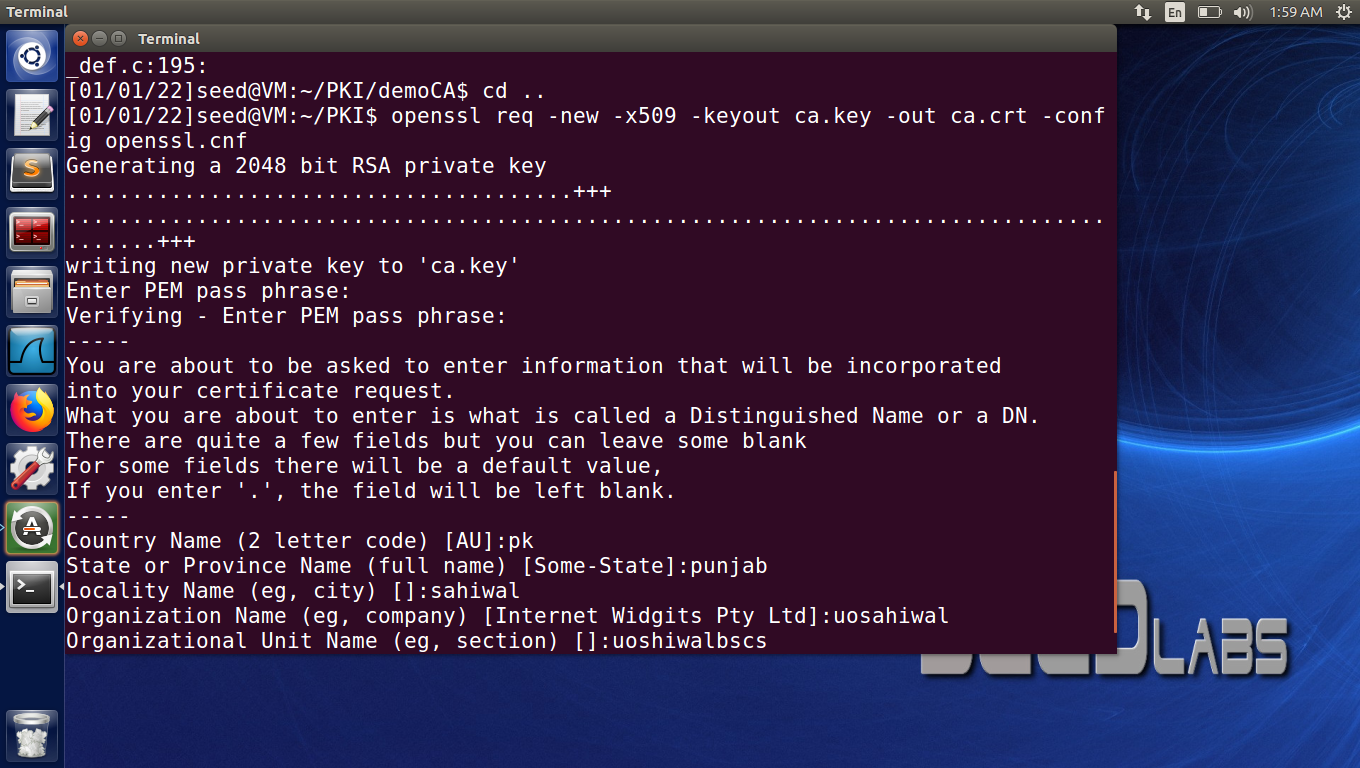 Terminal
En
1:59 AM
Terminal
_def.c:195:
[01/01/22]seed@VM:~/PKI/demoCA$ cd ..
[01/01/22]seed@VM:~/PKI$ openssl req -new -x509 -keyout ca.key -out ca.crt -conf
ig openssl.cnf
Generating a 2048 bit RSA private key
.......................................+++
................................................................................
.......+++
writing new private key to 'ca.key'
Enter PEM pass phrase:
Verifying - Enter PEM pass phrase:
-----
You are about to be asked to enter information that will be incorporated
into your certificate request.
What you are about to enter is what is called a Distinguished Name or a DN.
There are quite a few fields but you can leave some blank
For some fields there will be a default value,
If you enter '.', the field will be left blank.
-----
Country Name (2 letter code) [AU]:pk
State or Province Name (full name) [Some-State]:punjab
Locality Name (eg, city) []:sahiwal
Organization Name (eg, company) [Internet Widgits Pty Ltd]:uosahiwal
Organizational Unit Name (eg, section) []:uoshiwalbscs
LABS